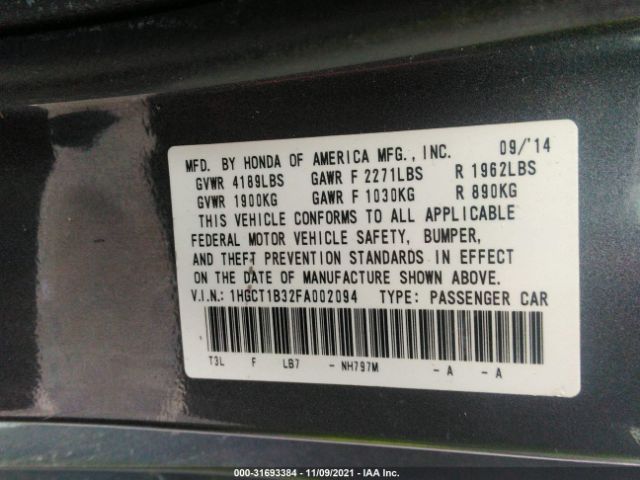 MFD. BY HONDA OF AMERICA MFG., INC. 09/'14
GVWR 4189LBS GAWR F 2271LBS R 1962LBS
GVWR 1900KG GAWR F 1030KG R 890KG
THIS VEHICLE CONFORMS TO ALL APPLICABLE
FEDERAL MOTOR VEHICLE SAFETY, BUMPER,
AND THEFT PREVENTION STANDARDS IN EFFECT
ON THE DATE OF MANUFACTURE SHOWN ABOVE.
V.I.N.: 1HGCT1B32FA002094 TYPE: PASSENGER CAR
T3L F LB7 - NH797M - A - A
000-31693384 | 11/09/2021 - IAA Inc.